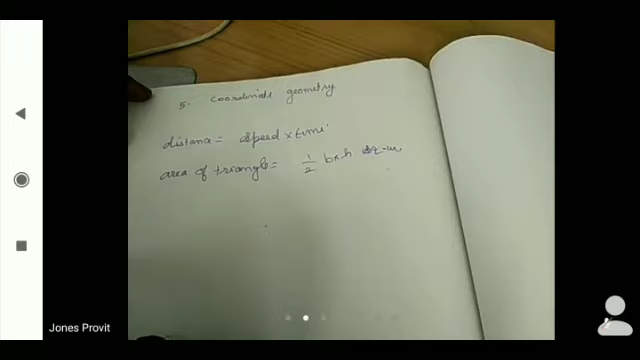 5. Coordinate geometry
distance = speed × time
area of triangle = 1/2 b×h
Jones Provit